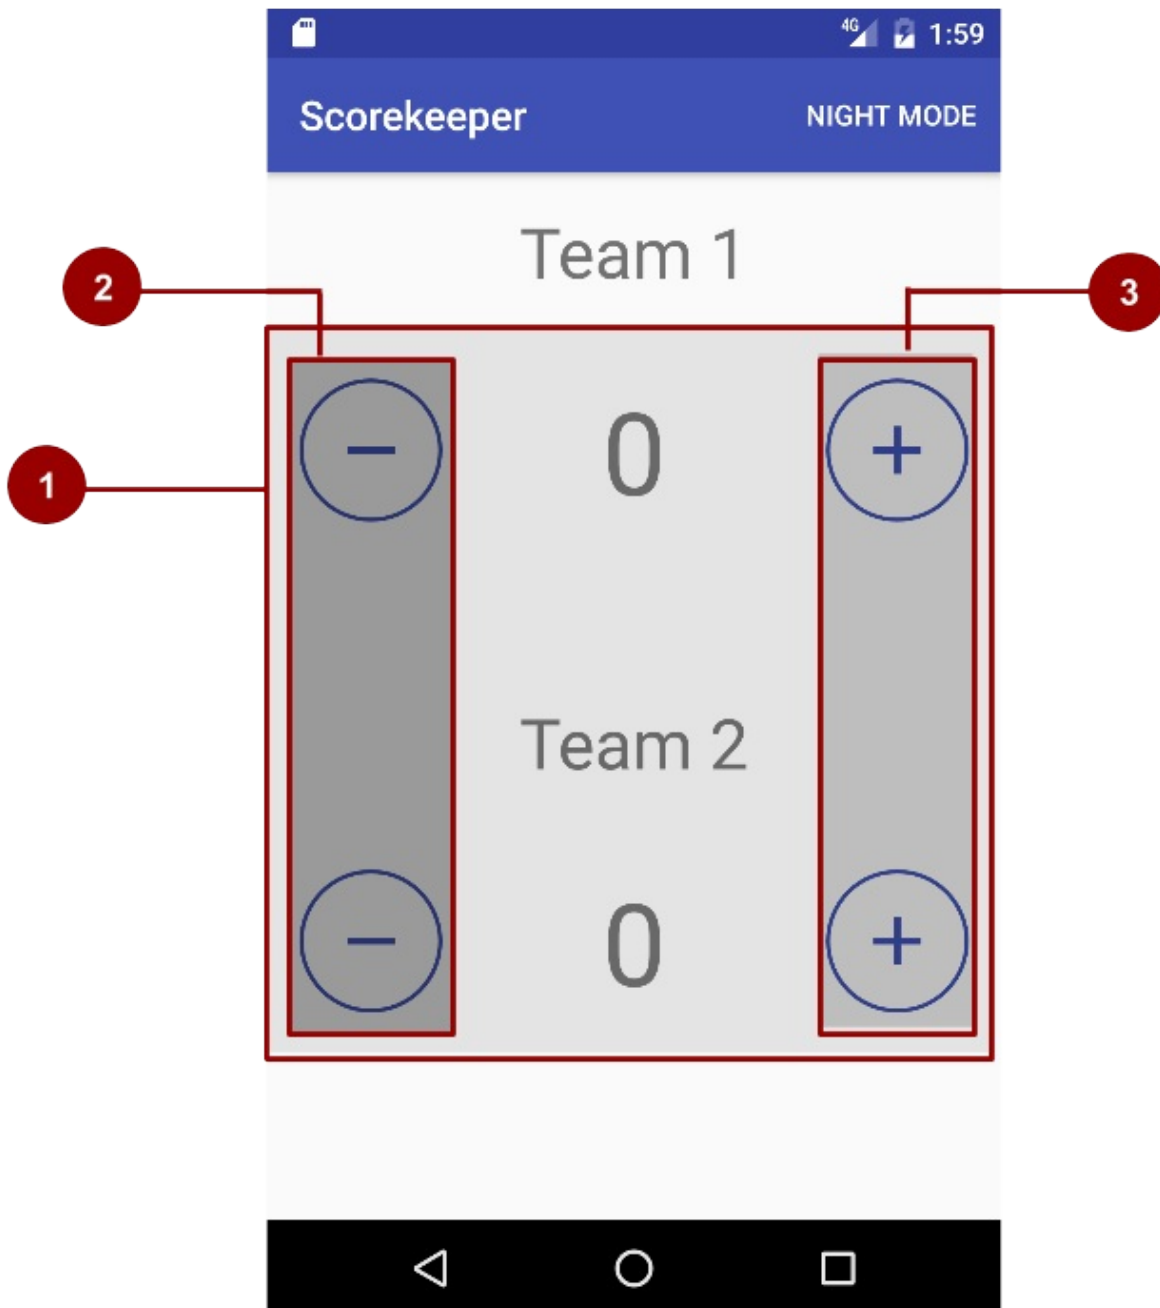 4G 1:59
Scorekeeper NIGHT MODE
Team 1
2
3
− 0 +
1
Team 2
− 0 +